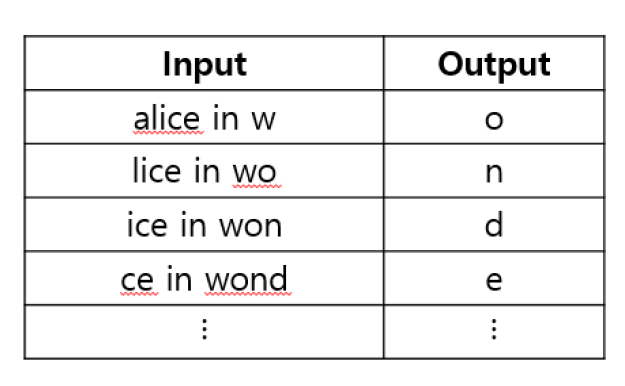 Input Output
alice in w o
lice in wo n
ice in won d
ce in wond e
⋮ ⋮